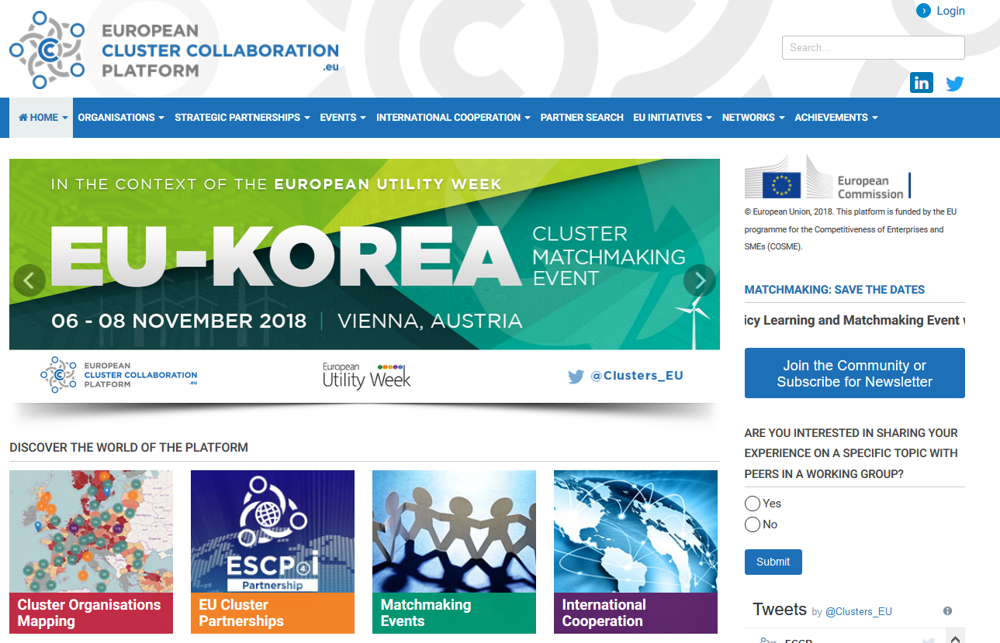 EUROPEAN
CLUSTER COLLABORATION
PLATFORM
.eu
Login
Search...
in
HOME
ORGANISATIONS
STRATEGIC PARTNERSHIPS
EVENTS
INTERNATIONAL COOPERATION
PARTNER SEARCH
EU INITIATIVES
NETWORKS
ACHIEVEMENTS
IN THE CONTEXT OF THE EUROPEAN UTILITY WEEK
EU-KOREA
CLUSTER
MATCHMAKING
EVENT
06 - 08 NOVEMBER 2018 | VIENNA, AUSTRIA
EUROPEAN
CLUSTER COLLABORATION
PLATFORM
.eu
European
Utility Week
@Clusters_EU
DISCOVER THE WORLD OF THE PLATFORM
ESCP4i
Partnership
Cluster Organisations
Mapping
EU Cluster
Partnerships
Matchmaking
Events
International
Cooperation
European
Commission
© European Union, 2018. This platform is funded by the EU
programme for the Competitiveness of Enterprises and
SMEs (COSME).
MATCHMAKING: SAVE THE DATES
icy Learning and Matchmaking Event
Join the Community or
Subscribe for Newsletter
ARE YOU INTERESTED IN SHARING YOUR
EXPERIENCE ON A SPECIFIC TOPIC WITH
PEERS IN A WORKING GROUP?
Yes
No
Submit
Tweets by @Clusters_EU